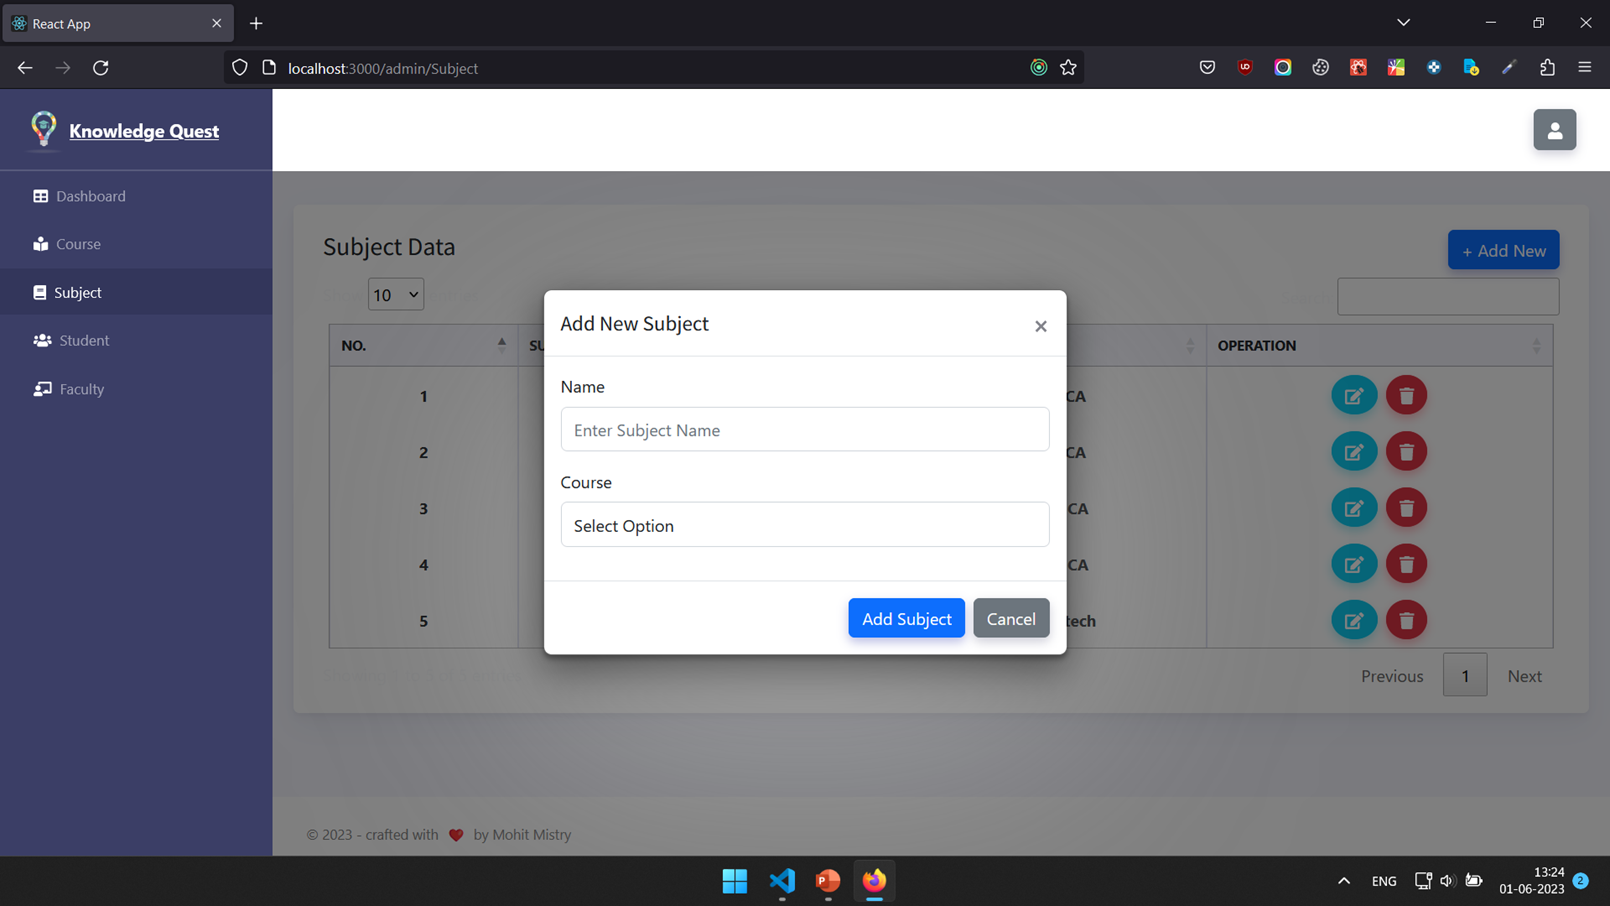 React App
localhost:3000/admin/Subject
Knowledge Quest
Dashboard
Course
Subject
Student
Faculty
Subject Data
+ Add New
10
NO.
SU
OPERATION
1
CA
2
CA
3
CA
4
CA
5
tech
Add New Subject
×
Name
Enter Subject Name
Course
Select Option
Add Subject
Cancel
Previous
1
Next
© 2023 - crafted with
by Mohit Mistry
ENG
13:24
01-06-2023
2